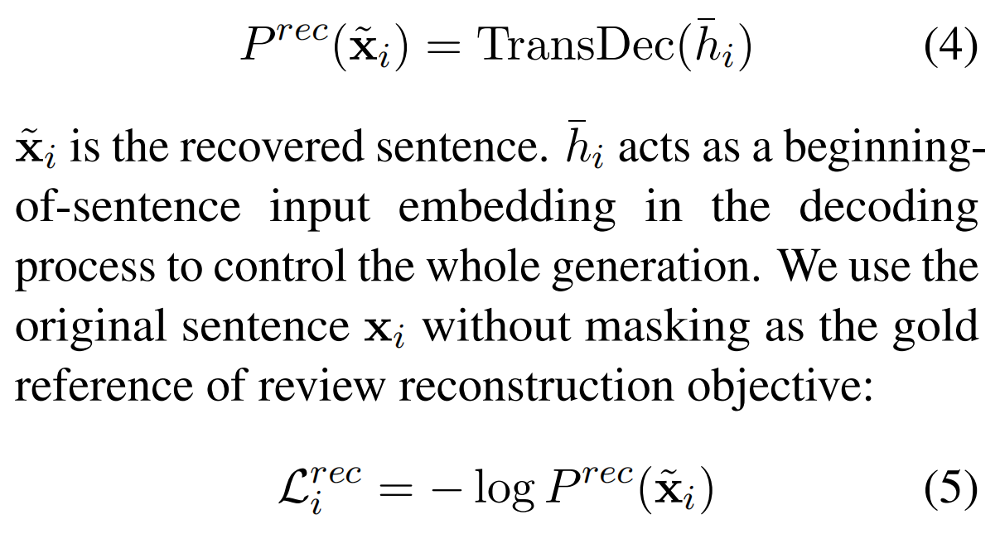 $P^{rec}(\tilde{\mathbf{x}}_i) = \text{TransDec}(\bar{h}_i)$ (4)
$\tilde{\mathbf{x}}_i$ is the recovered sentence. $\bar{h}_i$ acts as a beginning-
of-sentence input embedding in the decoding
process to control the whole generation. We use the
original sentence $\mathbf{x}_i$ without masking as the gold
reference of review reconstruction objective:
$\mathcal{L}_i^{rec} = -\log P^{rec}(\tilde{\mathbf{x}}_i)$ (5)